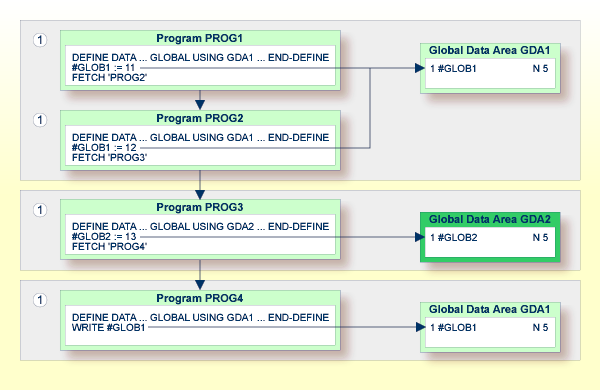 1
Program PROG1
DEFINE DATA ... GLOBAL USING GDA1 ... END-DEFINE
#GLOB1 := 11
FETCH 'PROG2'
Global Data Area GDA1
1 #GLOB1 N 5
1
Program PROG2
DEFINE DATA ... GLOBAL USING GDA1 ... END-DEFINE
#GLOB1 := 12
FETCH 'PROG3'
1
Program PROG3
DEFINE DATA ... GLOBAL USING GDA2 ... END-DEFINE
#GLOB2 := 13
FETCH 'PROG4'
Global Data Area GDA2
1 #GLOB2 N 5
1
Program PROG4
DEFINE DATA ... GLOBAL USING GDA1 ... END-DEFINE
WRITE #GLOB1
Global Data Area GDA1
1 #GLOB1 N 5